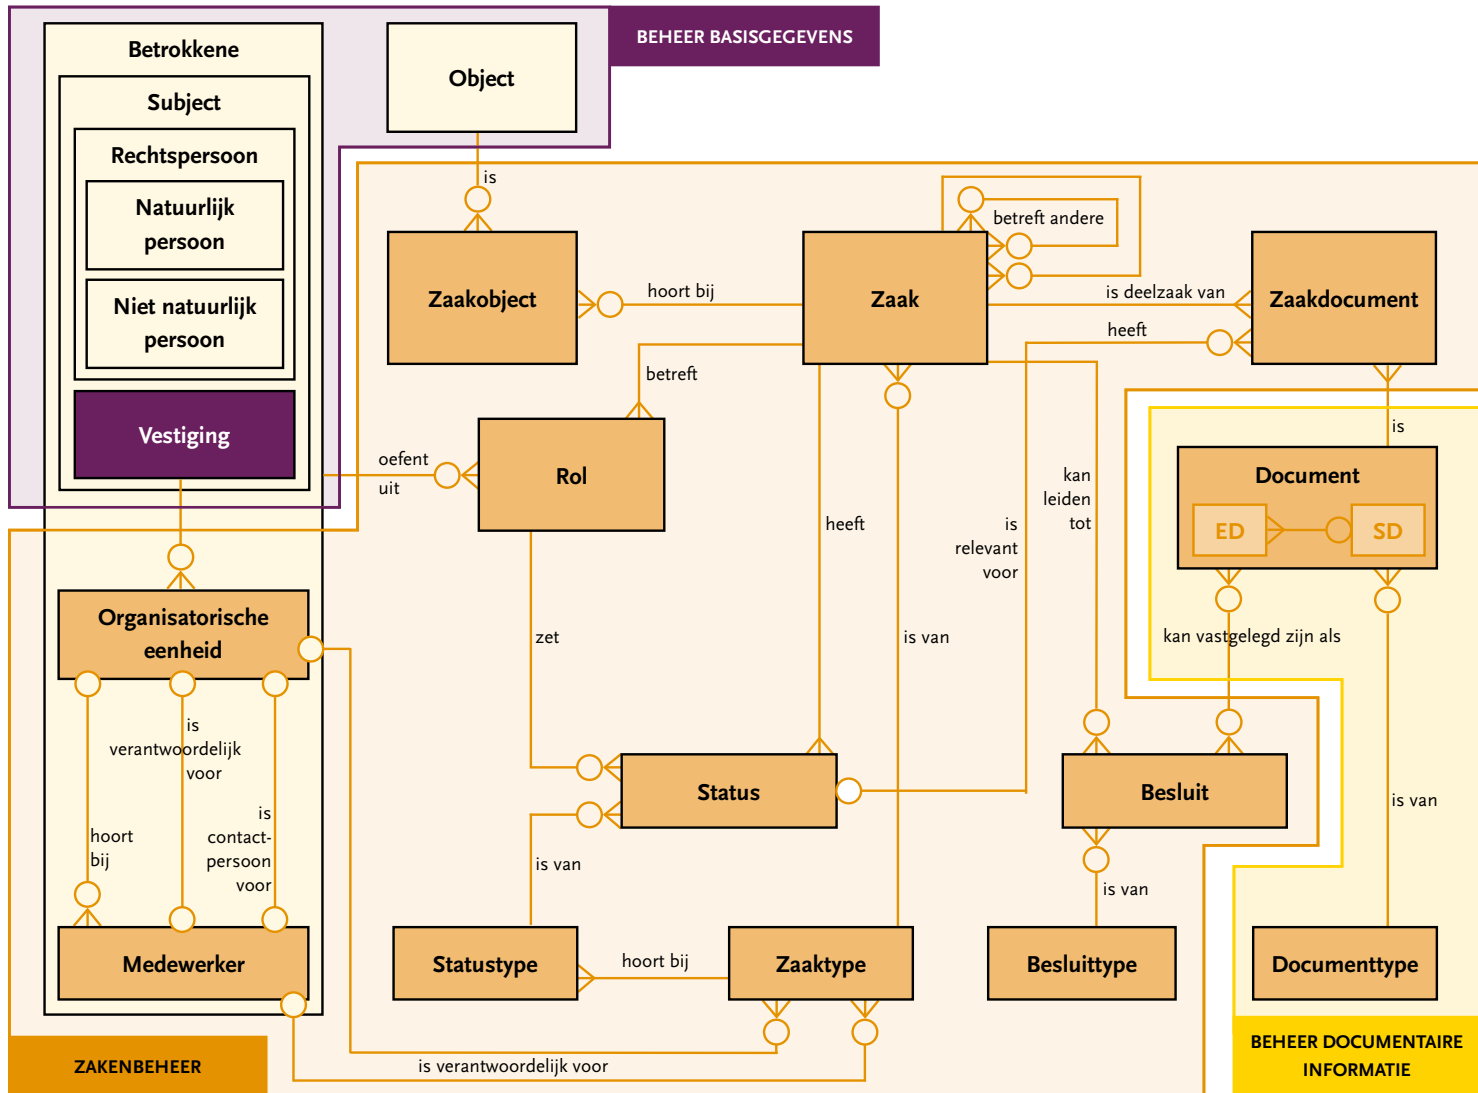 BEHEER BASISGEGEVENS
Betrokkene
Subject
Rechtspersoon
Natuurlijk
persoon
Niet natuurlijk
persoon
Vestiging
Object
is
Zaakobject
hoort bij
Zaak
betreft andere
is deelzaak van
Zaakdocument
heeft
betreft
oefent
uit
Rol
is
Document
ED
SD
kan
leiden
tot
is
relevant
voor
heeft
zet
is van
kan vastgelegd zijn als
Organisatorische
eenheid
is
verantwoordelijk
voor
hoort
bij
is
contact-
persoon
voor
Status
Besluit
is van
is van
is van
Medewerker
Statustype
hoort bij
Zaaktype
Besluittype
Documenttype
is verantwoordelijk voor
ZAKENBEHEER
BEHEER DOCUMENTAIRE
INFORMATIE